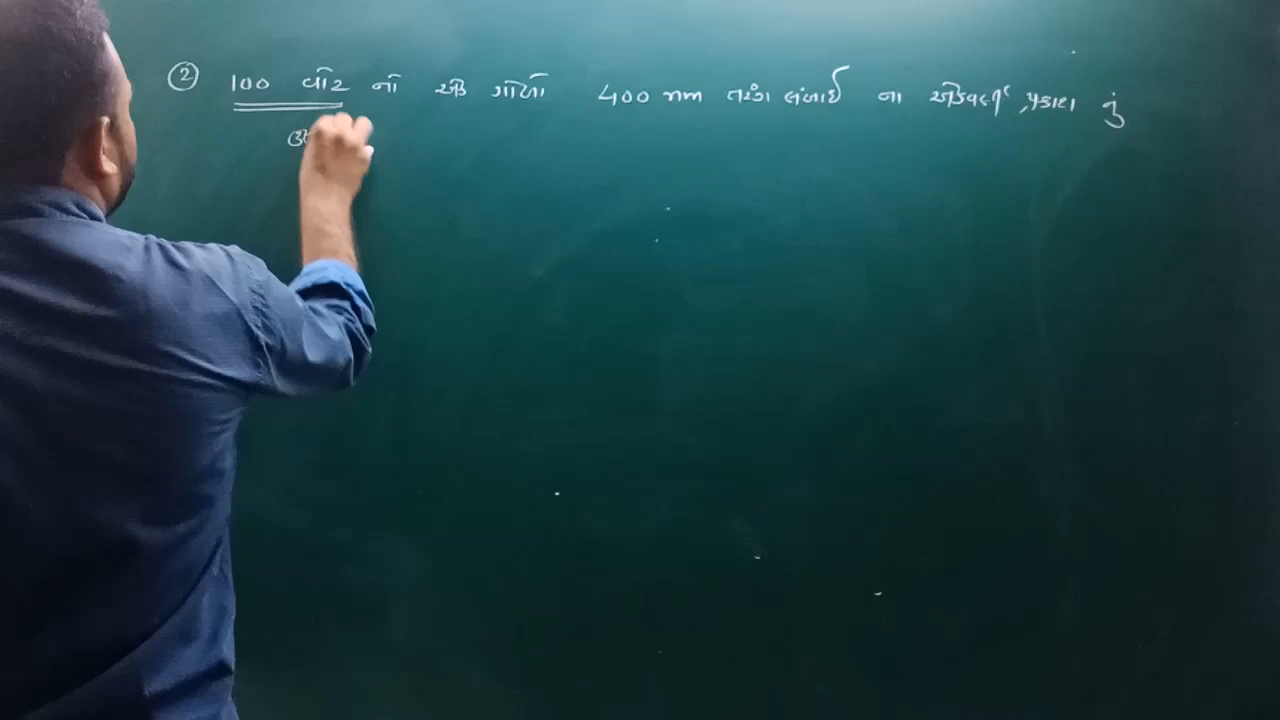 ② 100 વૉટ નૉ એક ગોળો 400 nm તરંગ લંબાઈ ના એકવર્ણી પ્રકાશ નું
ઉ